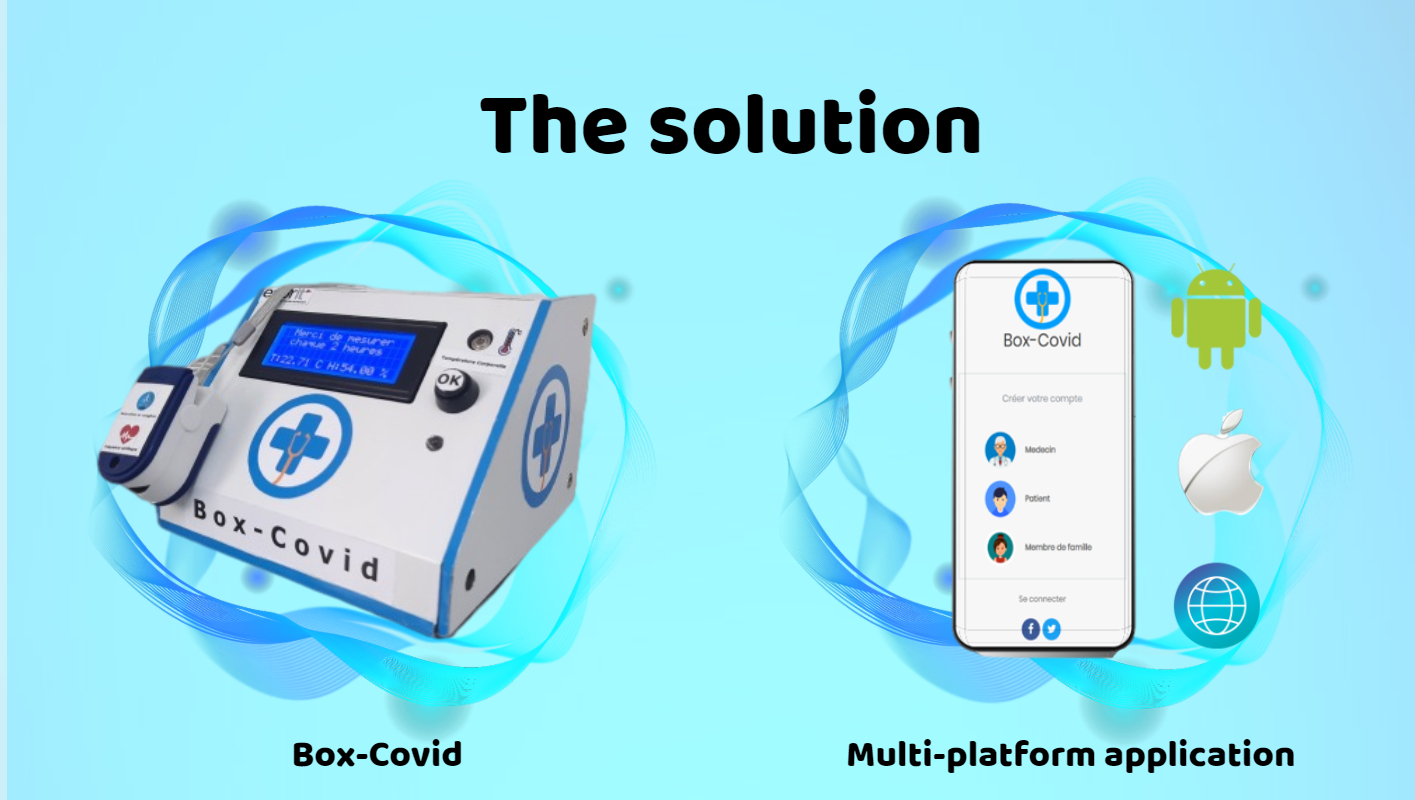 The solution
Merci de mesurer
chaque 2 heures
T:22.71 C H:54.00 %
°C
Température Corporelle
OK
Box-Covid
Box-Covid
Box-Covid
Créer votre compte
Medecin
Patient
Membre de famille
Se connecter
f
Multi-platform application